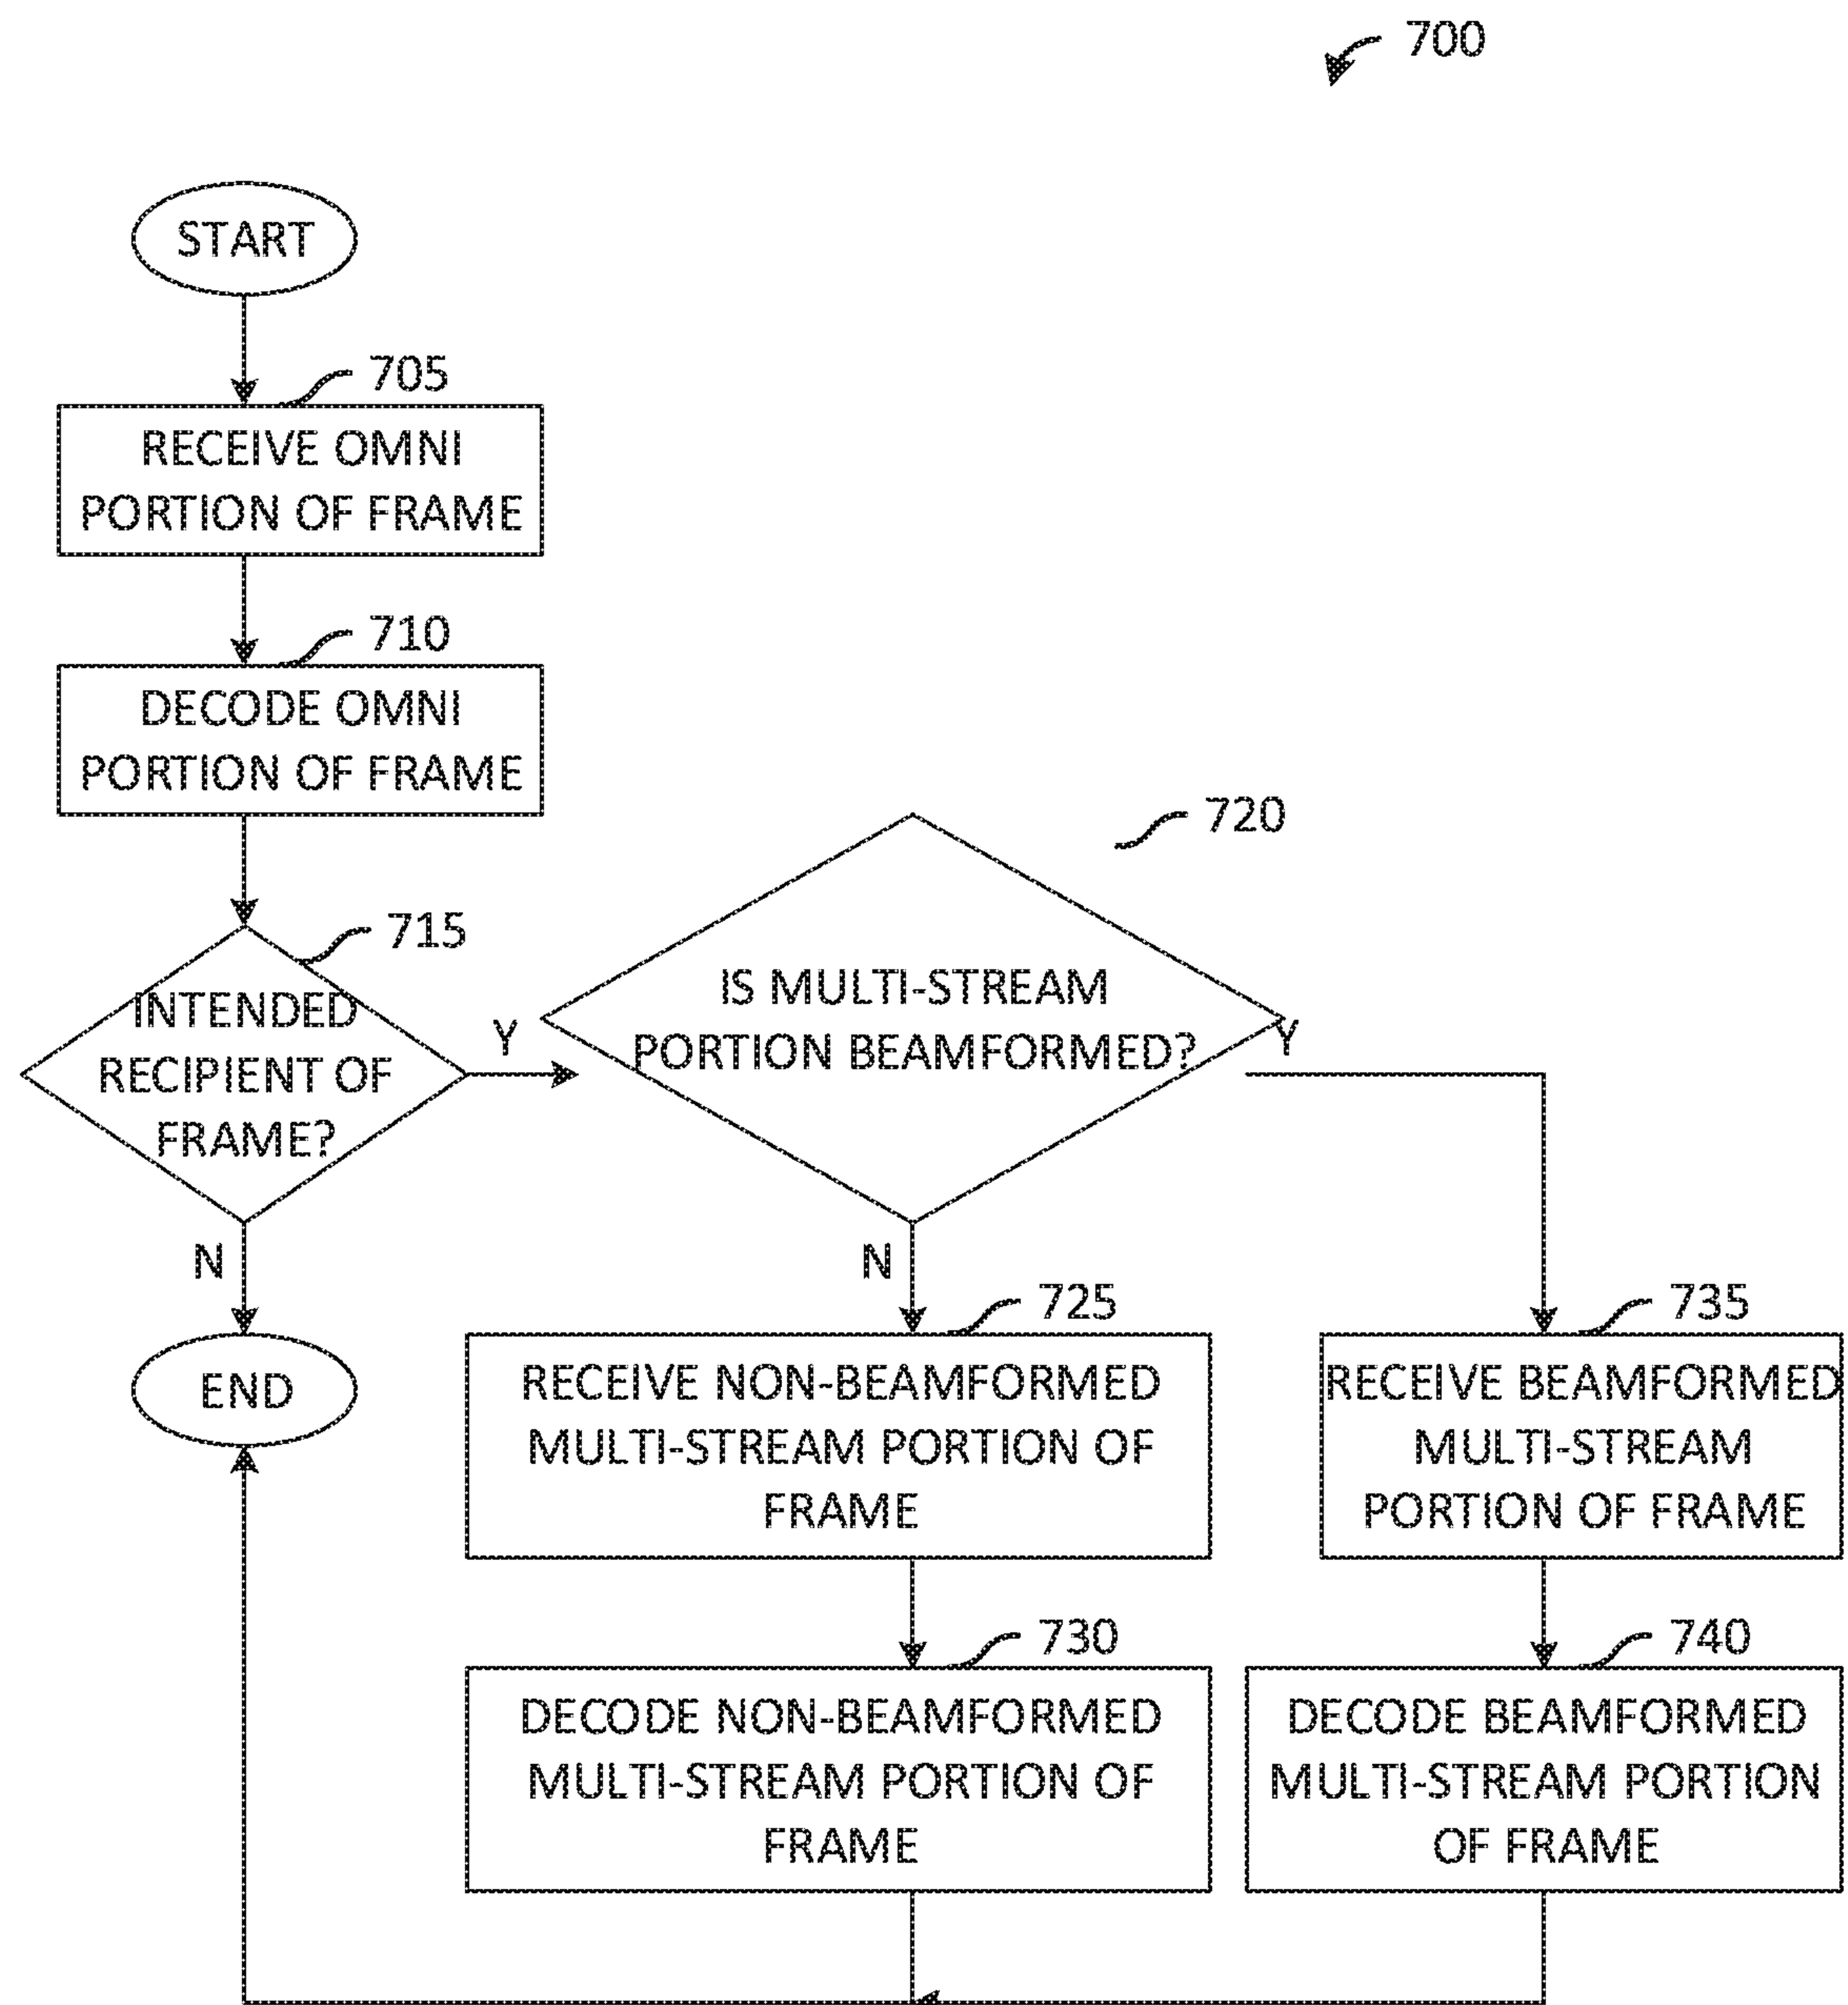 700
START
705
RECEIVE OMNI
PORTION OF FRAME
710
DECODE OMNI
PORTION OF FRAME
715
INTENDED
RECIPIENT OF
FRAME?
Y
N
720
IS MULTI-STREAM
PORTION BEAMFORMED?
Y
N
END
725
RECEIVE NON-BEAMFORMED
MULTI-STREAM PORTION OF
FRAME
730
DECODE NON-BEAMFORMED
MULTI-STREAM PORTION OF
FRAME
735
RECEIVE BEAMFORMED
MULTI-STREAM
PORTION OF FRAME
740
DECODE BEAMFORMED
MULTI-STREAM PORTION
OF FRAME